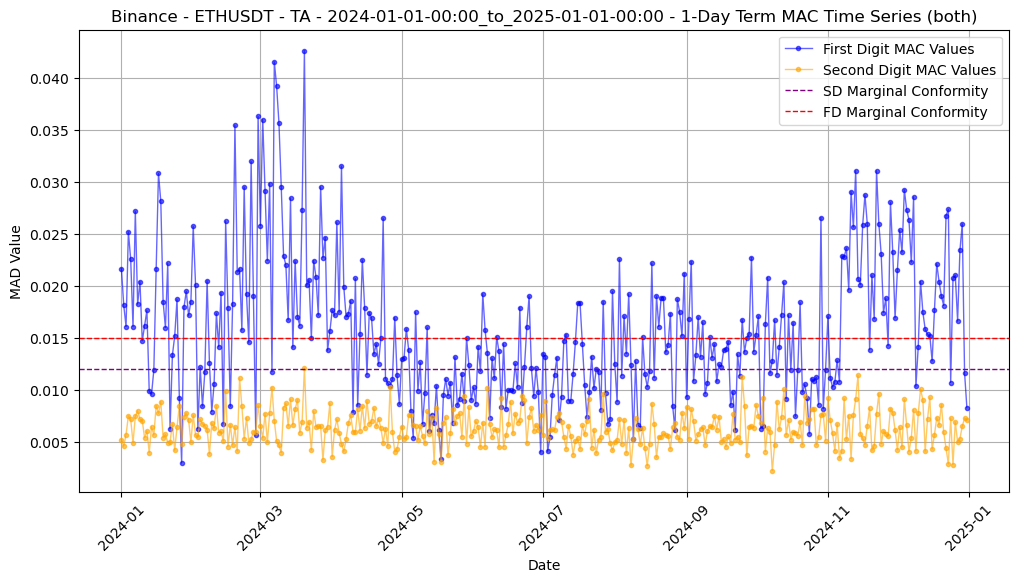 Binance - ETHUSDT - TA - 2024-01-01-00:00_to_2025-01-01-00:00 - 1-Day Term MAC Time Series (both)
First Digit MAC Values
Second Digit MAC Values
SD Marginal Conformity
FD Marginal Conformity
MAD Value
0.040
0.035
0.030
0.025
0.020
0.015
0.010
0.005
2024-01
2024-03
2024-05
2024-07
2024-09
2024-11
2025-01
Date